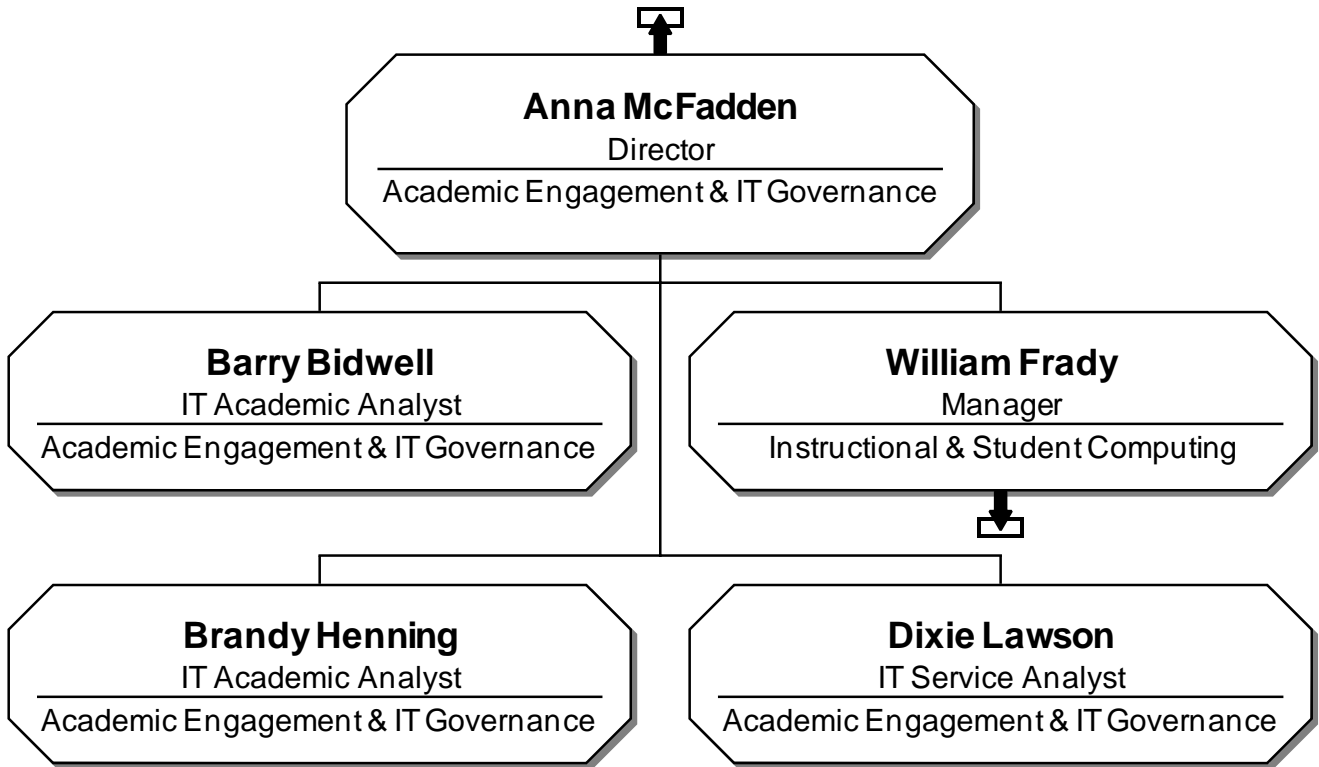 Anna McFadden
Director
Academic Engagement & IT Governance
Barry Bidwell
IT Academic Analyst
Academic Engagement & IT Governance
William Frady
Manager
Instructional & Student Computing
Brandy Henning
IT Academic Analyst
Academic Engagement & IT Governance
Dixie Lawson
IT Service Analyst
Academic Engagement & IT Governance